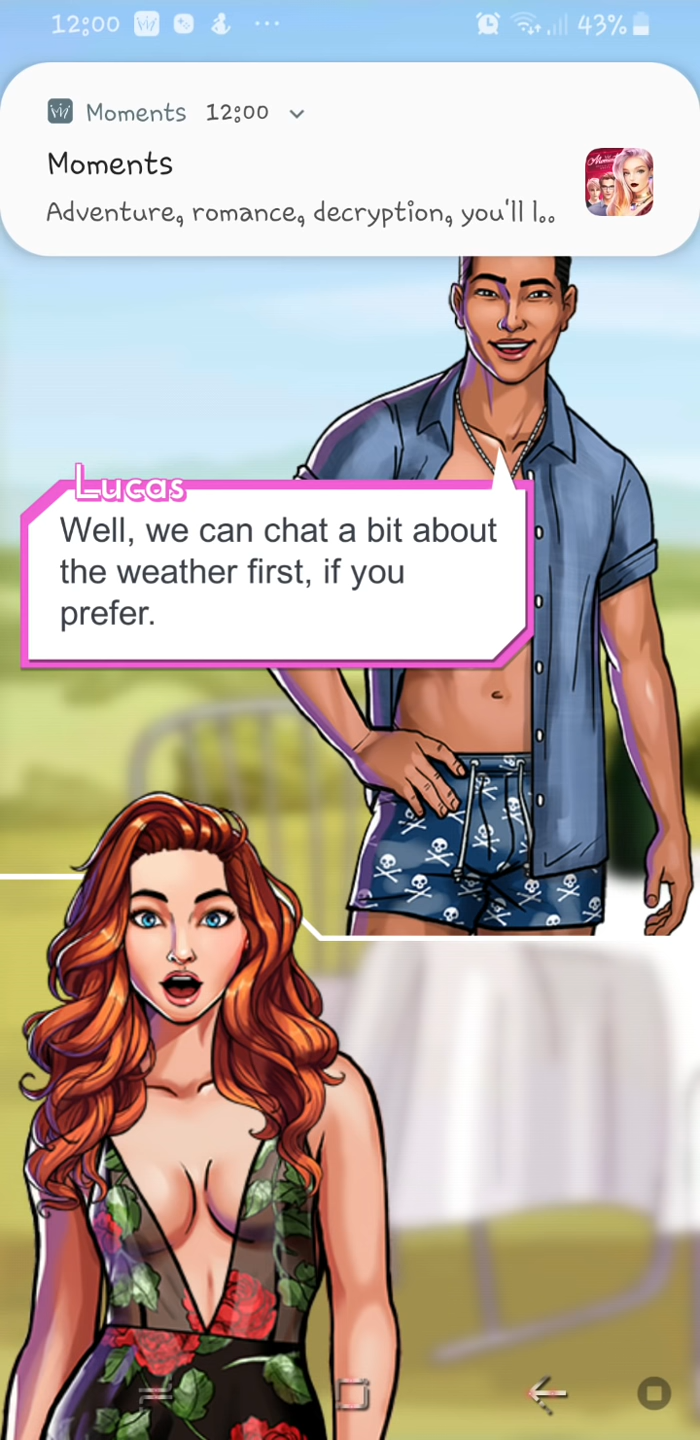 12:00 43%
Moments 12:00
Moments
Adventure, romance, decryption, you'll l..
Lucas
Well, we can chat a bit about
the weather first, if you
prefer.